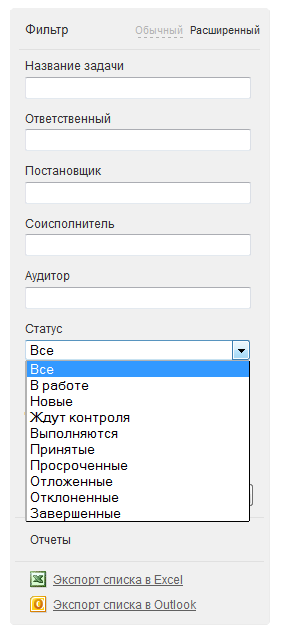 Фильтр Обычный Расширенный
Название задачи
Ответственный
Постановщик
Соисполнитель
Аудитор
Статус
Все
Все
В работе
Новые
Ждут контроля
Выполняются
Принятые
Просроченные
Отложенные
Отклоненные
Завершенные
Отчеты
Экспорт списка в Excel
Экспорт списка в Outlook